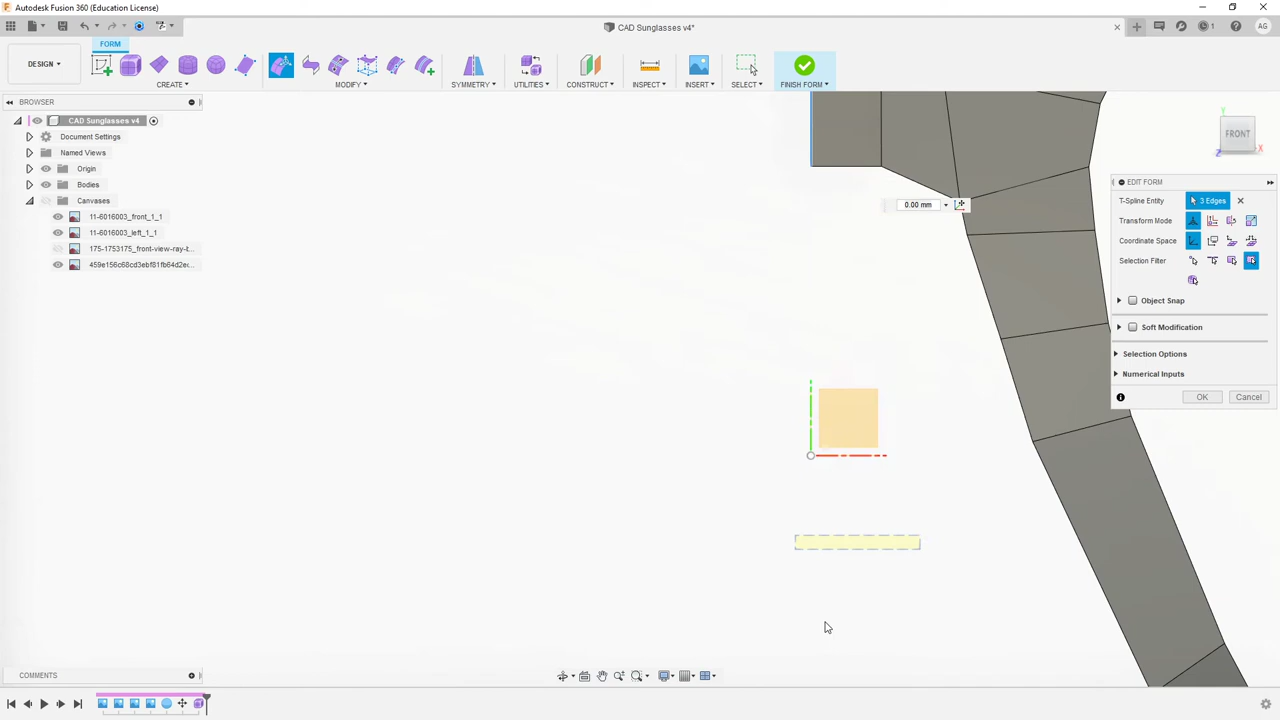 Autodesk Fusion 360 (Education License)
CAD Sunglasses v4*
1
AG
FORM
DESIGN
CREATE
MODIFY
SYMMETRY
UTILITIES
CONSTRUCT
INSPECT
INSERT
SELECT
FINISH FORM
BROWSER
CAD Sunglasses v4
Document Settings
Named Views
Origin
Bodies
Canvases
11-6016003_front_1_1
11-6016003_left_1_1
175-1753175_front-view-ray-t...
459e156c68cd3ebf81fb64d2ec...
0.00 mm
Y
FRONT
Z
X
EDIT FORM
T-Spline Entity
3 Edges
Transform Mode
Coordinate Space
Selection Filter
Object Snap
Soft Modification
Selection Options
Numerical Inputs
OK
Cancel
COMMENTS